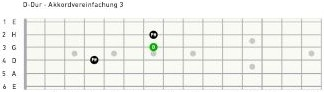 D-Dur - Akkordvereinfachung 3
1 E
2 H
F#
3 G
D
4 D
F#
5 A
6 E